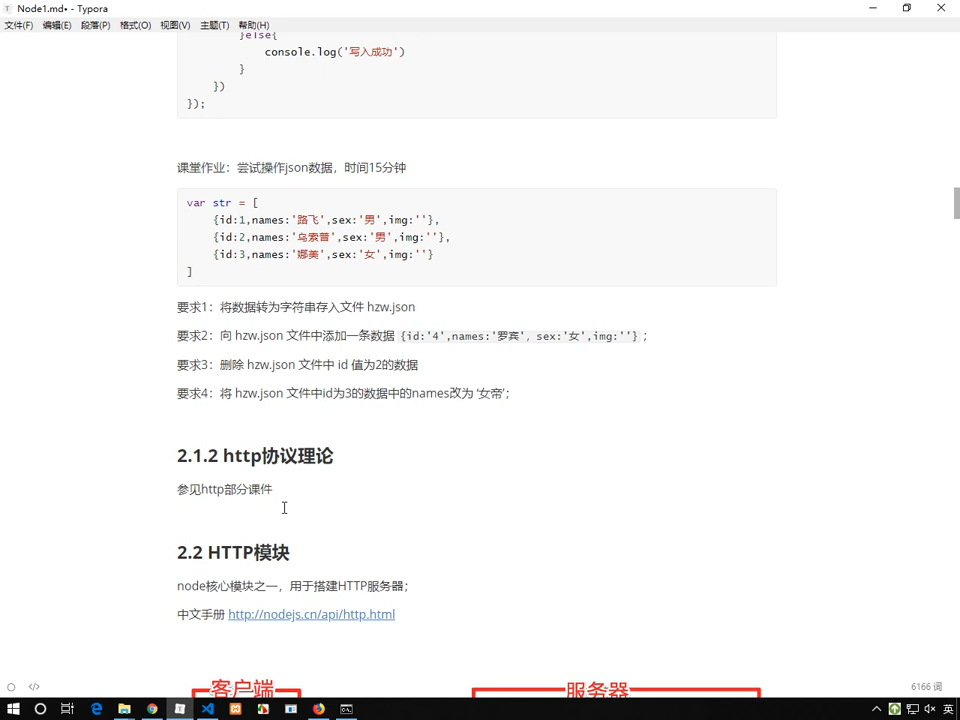 Node1.md• - Typora
文件(F) 编辑(E) 段落(P) 格式(O) 视图(V) 主题(T) 帮助(H)
}else{
console.log('写入成功')
}
})
});
课堂作业：尝试操作json数据，时间15分钟
var str = [
{id:1,names:'路飞',sex:'男',img:''},
{id:2,names:'乌索普',sex:'男',img:''},
{id:3,names:'娜美',sex:'女',img:''}
]
要求1：将数据转为字符串存入文件 hzw.json
要求2：向 hzw.json 文件中添加一条数据 {id:'4',names:'罗宾', sex:'女',img:''}；
要求3：删除 hzw.json 文件中 id 值为2的数据
要求4：将 hzw.json 文件中id为3的数据中的names改为 '女帝'；
2.1.2 http协议理论
参见http部分课件
2.2 HTTP模块
node核心模块之一，用于搭建HTTP服务器；
中文手册 http://nodejs.cn/api/http.html
客户端 服务器
</> 6166 词
英